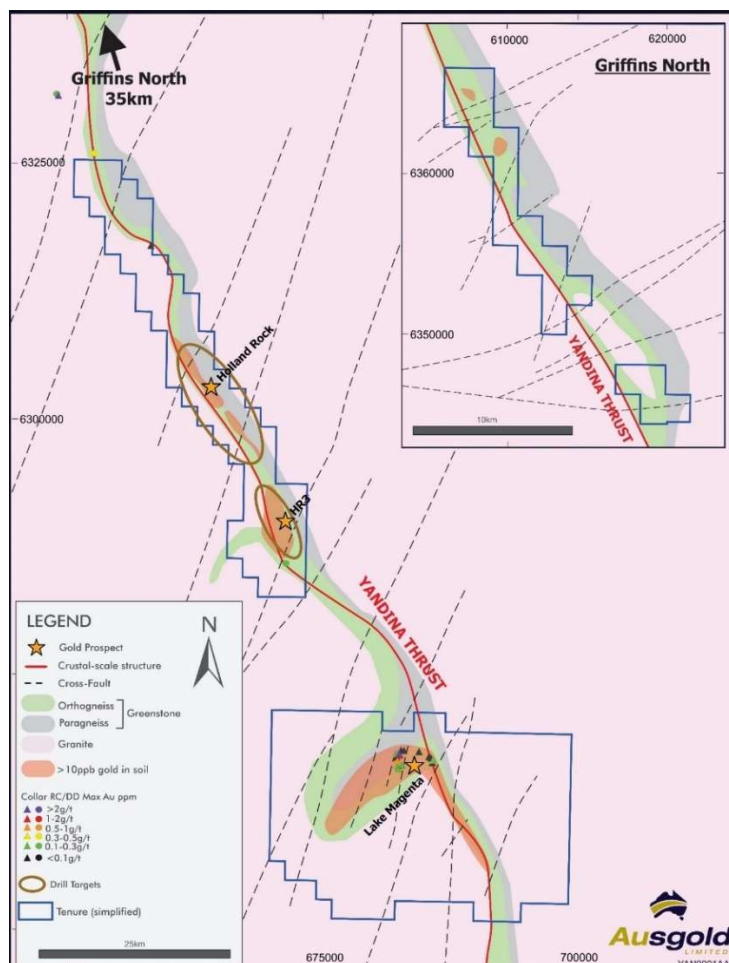 Griffins North
35km
6325000
6300000
Holland Rock
HR3
YANDINA THRUST
Lake Magenta
675000
700000
610000
620000
Griffins North
6360000
6350000
YANDINA THRUST
10km
LEGEND
N
Gold Prospect
Crustal-scale structure
Cross-Fault
Orthogneiss
Paragneiss
Greenstone
Granite
>10ppb gold in soil
Collar RC/DD Max Au ppm
>2g/t
1-2g/t
0.5-1g/t
0.3-0.5g/t
0.1-0.3g/t
<0.1g/t
Drill Targets
Tenure (simplified)
25km
Ausgold
LIMITED